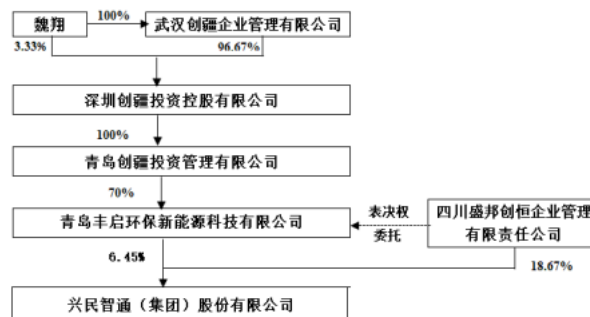 魏翔
100%
武汉创疆企业管理有限公司
3.33%
96.67%
深圳创疆投资控股有限公司
100%
青岛创疆投资管理有限公司
70%
青岛丰启环保新能源科技有限公司
表决权
委托
四川盛邦创恒企业管理
有限责任公司
6.45%
18.67%
兴民智通（集团）股份有限公司